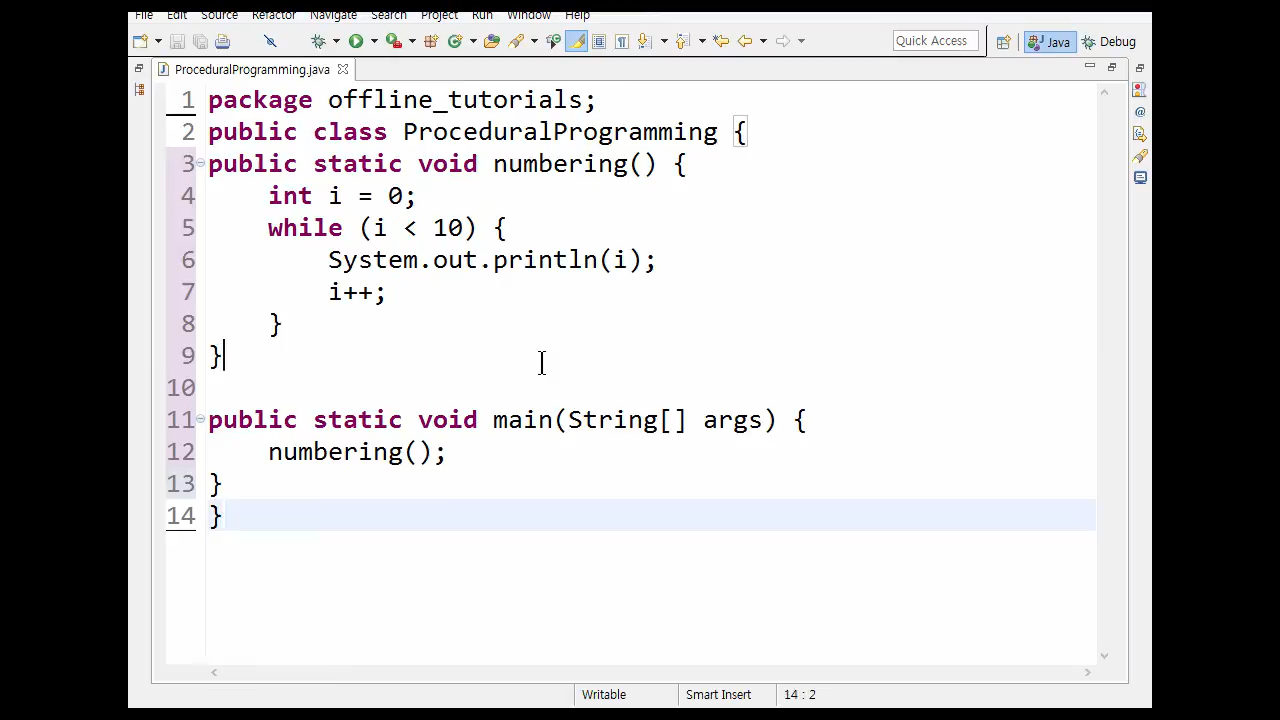 File Edit Source Refactor Navigate Search Project Run Window Help
Quick Access Java Debug
ProceduralProgramming.java
1 package offline_tutorials;
2 public class ProceduralProgramming {
3 public static void numbering() {
4     int i = 0;
5     while (i < 10) {
6         System.out.println(i);
7         i++;
8     }
9 }
10
11 public static void main(String[] args) {
12     numbering();
13 }
14 }
Writable Smart Insert 14 : 2